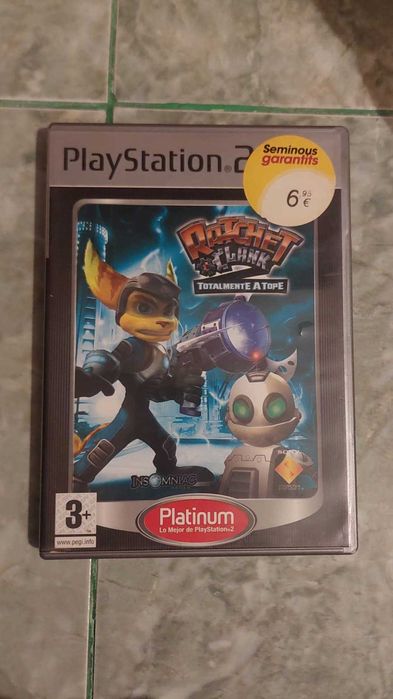 PlayStation®2
Seminous
garantits
6,95
€
RATCHET
CLANK
TOTALMENTE A TOPE
INSOMNIAC
SONY
3+
www.pegi.info
Platinum
Lo Mejor de PlayStation®2